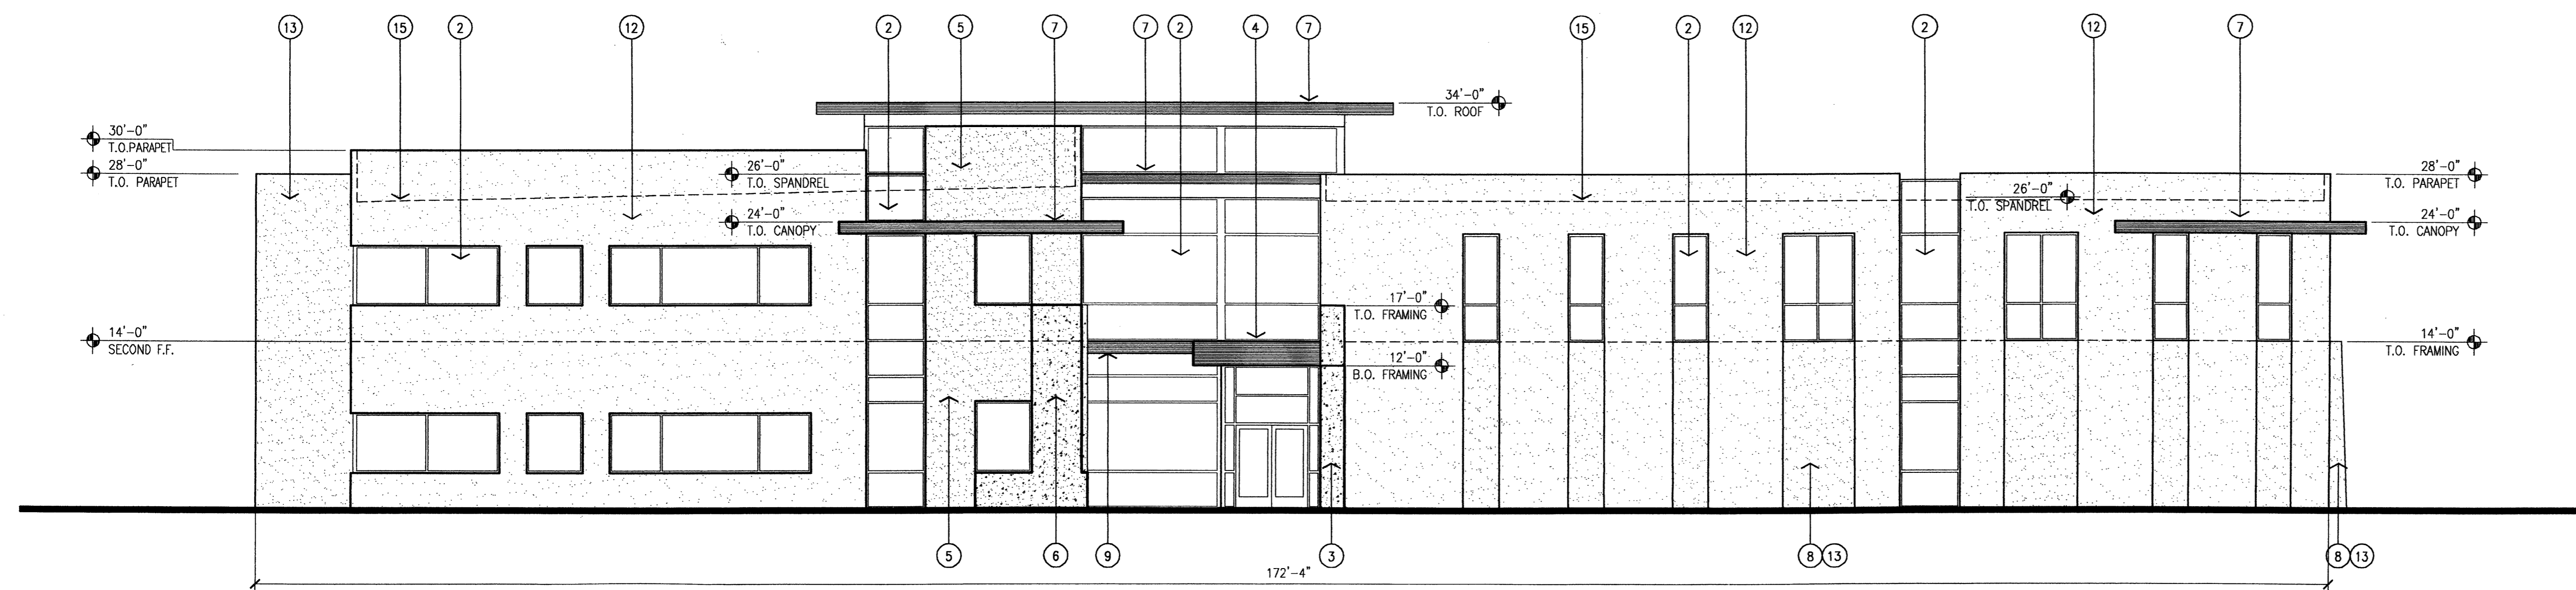 13 15 2 12 2 5 7 7 2 4 7 15 2 12 2 12 7
34'-0"
T.O. ROOF
30'-0"
T.O.PARAPET
28'-0"
T.O. PARAPET
26'-0"
T.O. SPANDREL
24'-0"
T.O. CANOPY
28'-0"
T.O. PARAPET
26'-0"
T.O. SPANDREL
24'-0"
T.O. CANOPY
17'-0"
T.O. FRAMING
14'-0"
SECOND F.F.
14'-0"
T.O. FRAMING
12'-0"
B.O. FRAMING
5 6 9 3 8 13 8 13
172'-4"